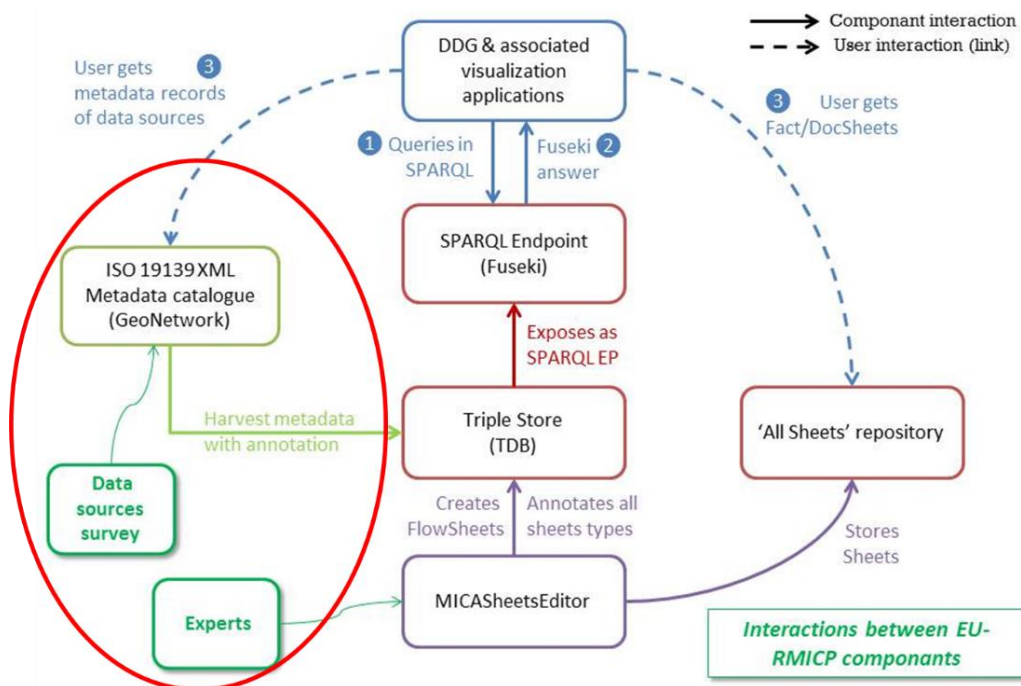 Componant interaction
User interaction (link)
DDG & associated
visualization
applications
User gets 3
metadata records
of data sources
3 User gets
Fact/DocSheets
1 Queries in
SPARQL
Fuseki 2
answer
SPARQL Endpoint
(Fuseki)
ISO 19139 XML
Metadata catalogue
(GeoNetwork)
Exposes as
SPARQL EP
Harvest metadata
with annotation
Triple Store
(TDB)
'All Sheets' repository
Data
sources
survey
Creates
FlowSheets
Annotates all
sheets types
Stores
Sheets
MICASheetsEditor
Experts
Interactions between EU-
RMICP componants